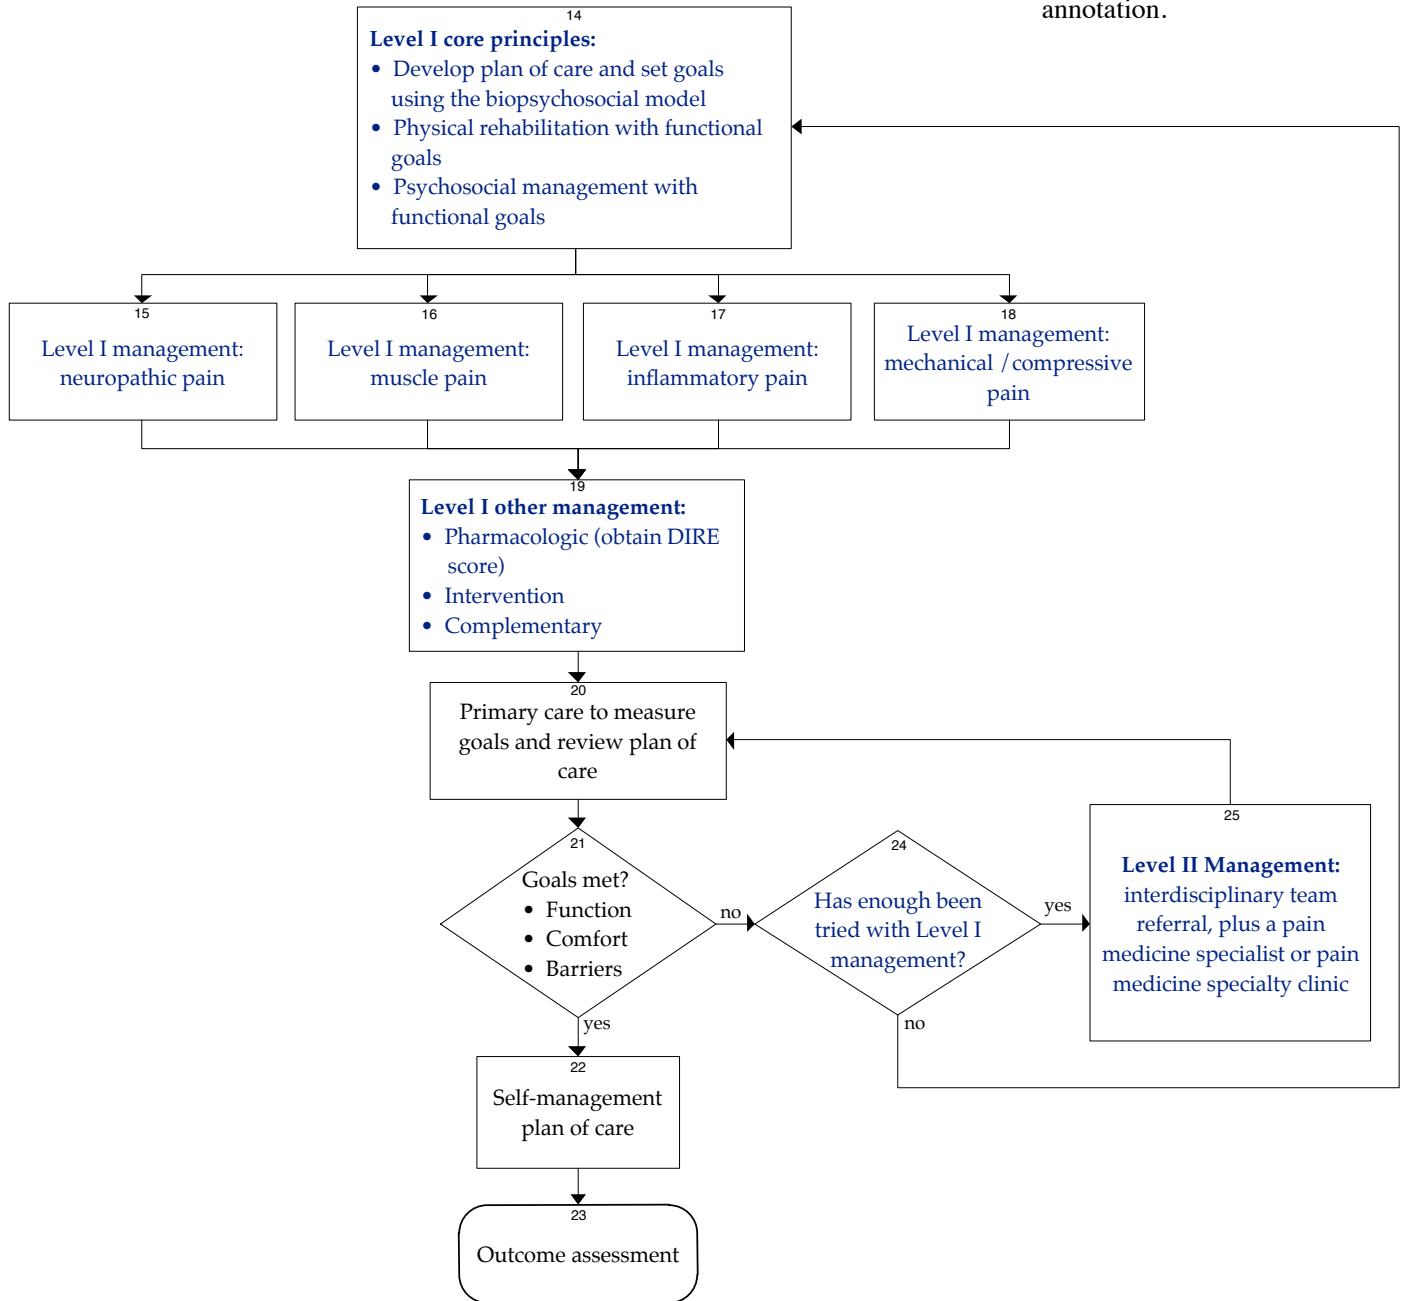 annotation.
14
Level I core principles:
• Develop plan of care and set goals
using the biopsychosocial model
• Physical rehabilitation with functional
goals
• Psychosocial management with
functional goals
15
Level I management:
neuropathic pain
16
Level I management:
muscle pain
17
Level I management:
inflammatory pain
18
Level I management:
mechanical /compressive
pain
19
Level I other management:
• Pharmacologic (obtain DIRE
score)
• Intervention
• Complementary
20
Primary care to measure
goals and review plan of
care
21
Goals met?
• Function
• Comfort
• Barriers
no
yes
24
Has enough been
tried with Level I
management?
yes
no
25
Level II Management:
interdisciplinary team
referral, plus a pain
medicine specialist or pain
medicine specialty clinic
22
Self-management
plan of care
23
Outcome assessment